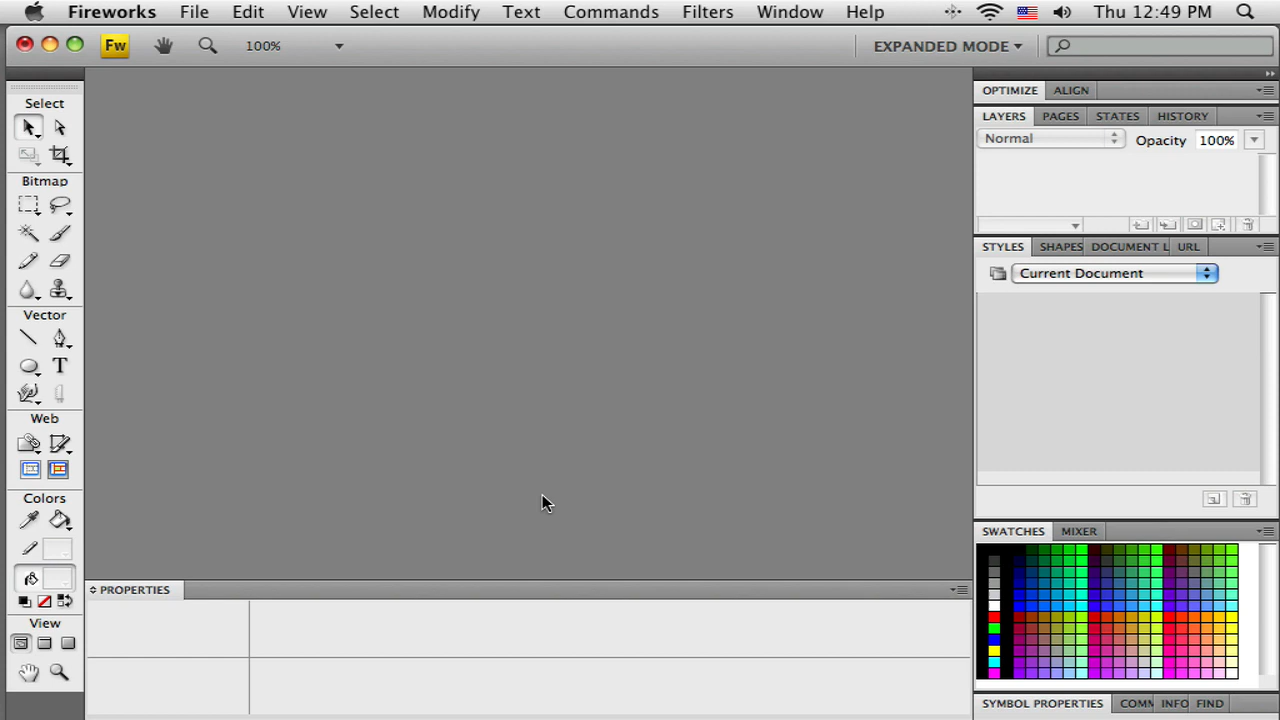 Fireworks File Edit View Select Modify Text Commands Filters Window Help Thu 12:49 PM
Fw 100% EXPANDED MODE
Select
Bitmap
Vector
T
Web
Colors
View
OPTIMIZE ALIGN
LAYERS PAGES STATES HISTORY
Normal Opacity 100%
STYLES SHAPES DOCUMENT L URL
Current Document
SWATCHES MIXER
PROPERTIES
SYMBOL PROPERTIES COMM INFO FIND